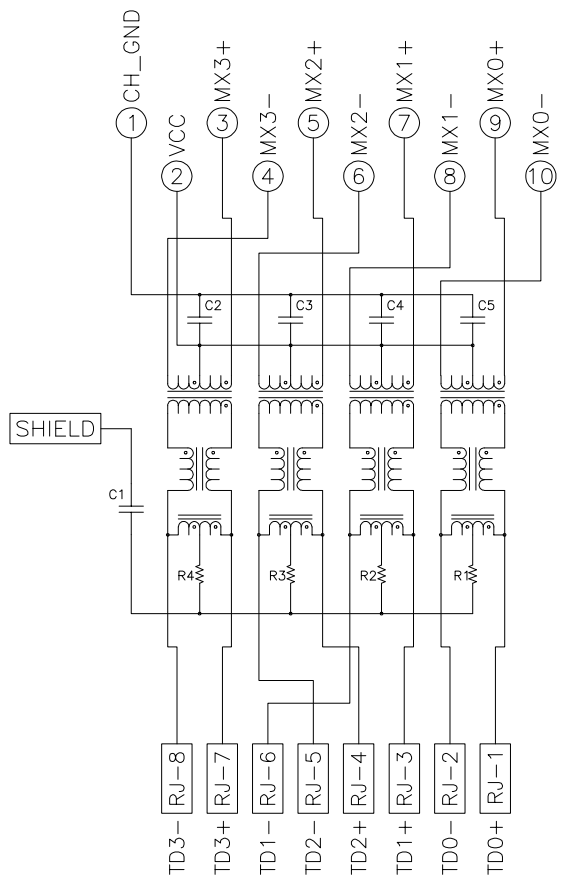 CH_GND
MX3+
MX2+
MX1+
MX0+
1
3
5
7
9
VCC
MX3-
MX2-
MX1-
MX0-
2
4
6
8
10
C2
C3
C4
C5
SHIELD
C1
R4
R3
R2
R1
RJ-8
RJ-7
RJ-6
RJ-5
RJ-4
RJ-3
RJ-2
RJ-1
TD3-
TD3+
TD1-
TD2-
TD2+
TD1+
TD0-
TD0+